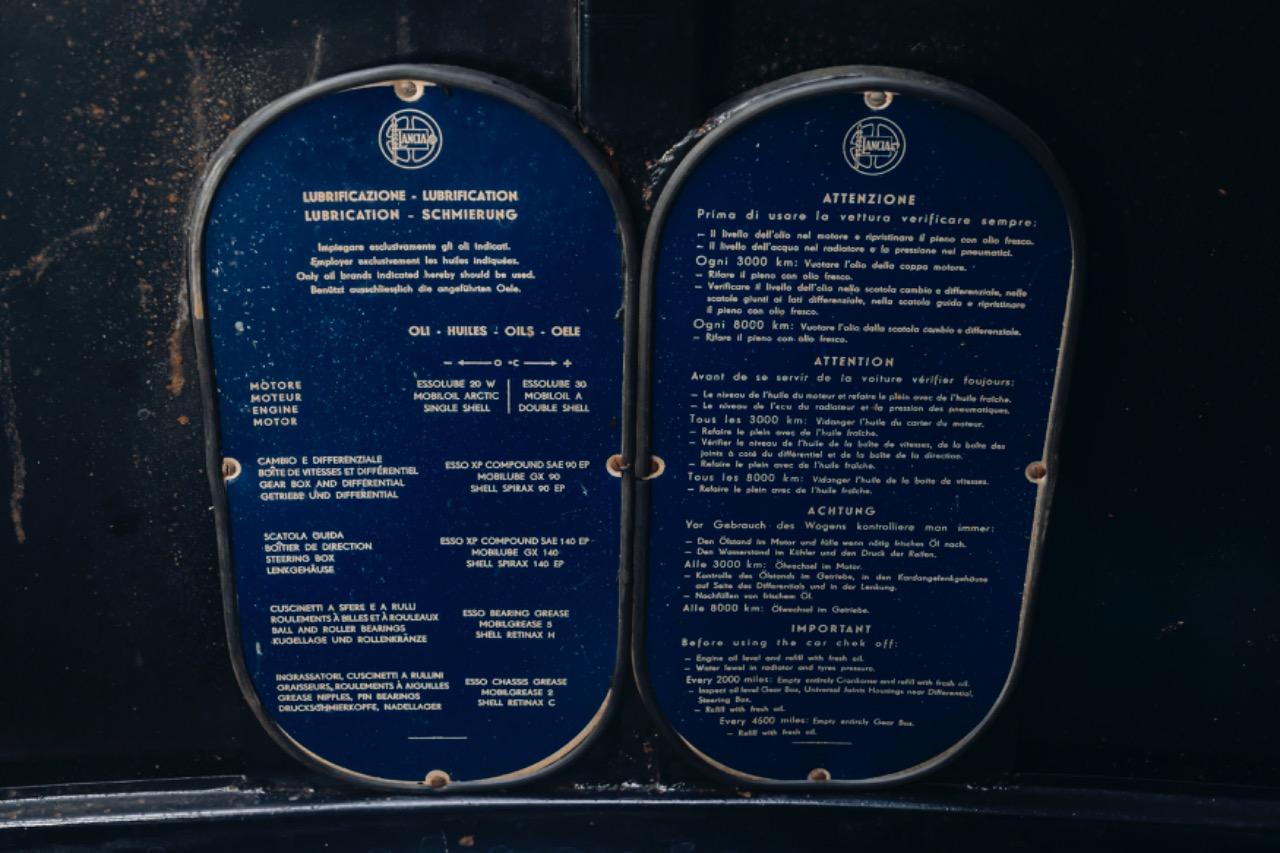 LANCIA
LUBRIFICAZIONE - LUBRIFICATION
LUBRICATION - SCHMIERUNG
Impiegare esclusivamente gli oli indicati.
Employer exclusivement les huiles indiquées.
Only oil brands indicated hereby should be used.
Benützt ausschliesslich die angeführten Oele.
OLI - HUILES - OILS - OELE
− ← o °C → +
MOTORE
MOTEUR
ENGINE
MOTOR
ESSOLUBE 20 W
MOBILOIL ARCTIC
SINGLE SHELL
ESSOLUBE 30
MOBILOIL A
DOUBLE SHELL
CAMBIO E DIFFERENZIALE
BOÎTE DE VITESSES ET DIFFÉRENTIEL
GEAR BOX AND DIFFERENTIAL
GETRIEBE UND DIFFERENTIAL
ESSO XP COMPOUND SAE 90 EP
MOBILUBE GX 90
SHELL SPIRAX 90 EP
SCATOLA GUIDA
BOÎTIER DE DIRECTION
STEERING BOX
LENKGEHÄUSE
ESSO XP COMPOUND SAE 140 EP
MOBILUBE GX 140
SHELL SPIRAX 140 EP
CUSCINETTI A SFERE E A RULLI
ROULEMENTS À BILLES ET À ROULEAUX
BALL AND ROLLER BEARINGS
KUGELLAGE UND ROLLENKRÄNZE
ESSO BEARING GREASE
MOBILGREASE 5
SHELL RETINAX H
INGRASSATORI, CUSCINETTI A RULLINI
GRAISSEURS, ROULEMENTS À AIGUILLES
GREASE NIPPLES, PIN BEARINGS
DRUCKSCHMIERKOPFE, NADELLAGER
ESSO CHASSIS GREASE
MOBILGREASE 2
SHELL RETINAX C
LANCIA
ATTENZIONE
Prima di usare la vettura verificare sempre:
– Il livello dell'olio nel motore e ripristinare il pieno con olio fresco.
– Il livello dell'acqua nel radiatore e la pressione nei pneumatici.
Ogni 3000 km: Vuotare l'olio della coppa motore.
– Rifare il pieno con olio fresco.
– Verificare il livello dell'olio nella scatola cambio e differenziale, nelle
scatole giunti ai lati differenziale, nella scatola guida e ripristinare
il pieno con olio fresco.
Ogni 8000 km: Vuotare l'olio dalla scatola cambio e differenziale.
– Rifare il pieno con olio fresco.
ATTENTION
Avant de se servir de la voiture vérifier toujours:
– Le niveau de l'huile du moteur et refaire le plein avec de l'huile fraîche.
– Le niveau de l'eau du radiateur et la pression des pneumatiques.
Tous les 3000 km: Vidanger l'huile du carter du moteur.
– Refaire le plein avec de l'huile fraîche.
– Vérifier le niveau de l'huile de la boîte de vitesses, de la boîte des
joints à coté du différentiel et de la boîte de la direction.
– Refaire le plein avec de l'huile fraîche.
Tous les 8000 km: Vidanger l'huile de la boîte de vitesses.
– Refaire le plein avec de l'huile fraîche.
ACHTUNG
Vor Gebrauch des Wagens kontrolliere man immer:
– Den Ölstand im Motor und fülle wenn nötig frisches Öl nach.
– Den Wasserstand im Köhler und den Druck der Reifen.
Alle 3000 km: Ölwechsel im Motor.
– Kontrolle des Ölstands im Getriebe, in den Kardangelenkgehäuse
auf Seite des Differentials und in der Lenkung.
– Nachfüllen von frischem Öl.
Alle 8000 km: Ölwechsel im Getriebe.
IMPORTANT
Before using the car chek off:
– Engine oil level and refill with fresh oil.
– Water lewel in radiator and tyres pressure.
Every 2000 miles: Empty entirely Crankcase and refill with fresh oil.
– Inspect oil level Gear Box, Universal Joints Housings near Differential,
Steering Box.
– Refill with fresh oil.
Every 4600 miles: Empty entirely Gear Box.
– Refill with fresh oil.